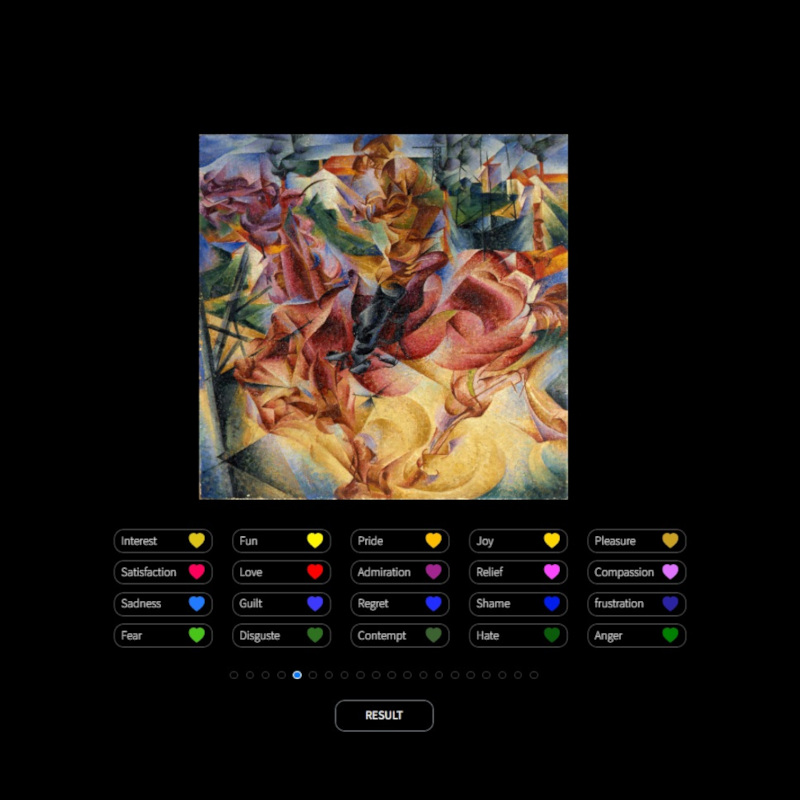 Interest Fun Pride Joy Pleasure
Satisfaction Love Admiration Relief Compassion
Sadness Guilt Regret Shame frustration
Fear Disguste Contempt Hate Anger
RESULT